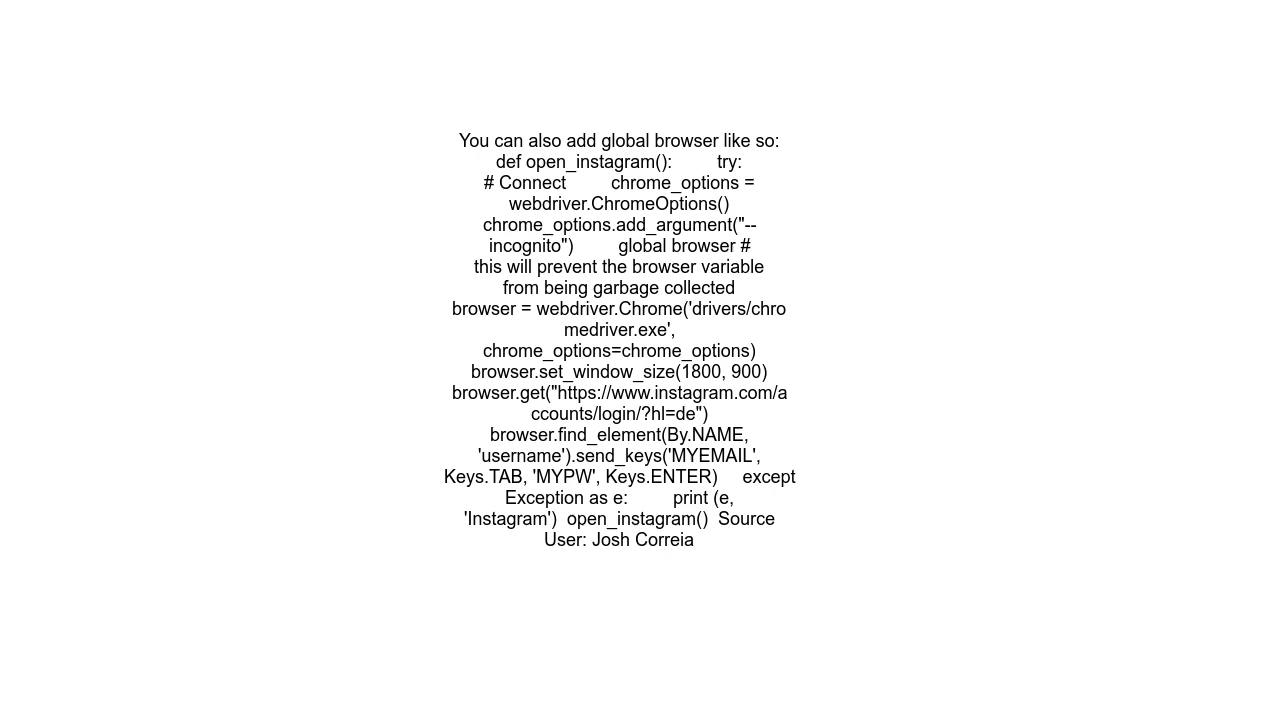 You can also add global browser like so:
def open_instagram():         try:
# Connect         chrome_options =
webdriver.ChromeOptions()
chrome_options.add_argument("--
incognito")         global browser #
this will prevent the browser variable
from being garbage collected
browser = webdriver.Chrome('drivers/chro
medriver.exe',
chrome_options=chrome_options)
browser.set_window_size(1800, 900)
browser.get("https://www.instagram.com/a
ccounts/login/?hl=de")
browser.find_element(By.NAME,
'username').send_keys('MYEMAIL',
Keys.TAB, 'MYPW', Keys.ENTER)     except
Exception as e:         print (e,
'Instagram')  open_instagram()  Source
User: Josh Correia